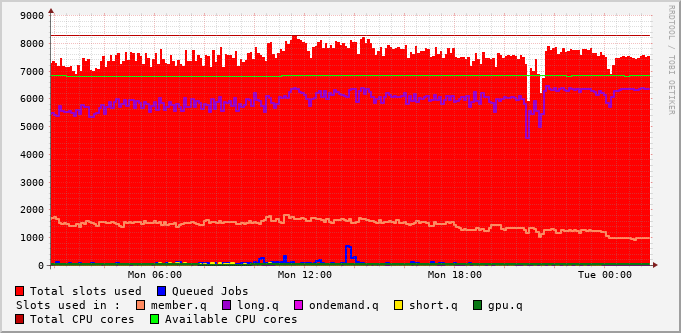 9000
8000
7000
6000
5000
4000
3000
2000
1000
0
Mon 06:00 Mon 12:00 Mon 18:00 Tue 00:00
RRDTOOL / TOBI OETIKER
Total slots used Queued Jobs
Slots used in : member.q long.q ondemand.q short.q gpu.q
Total CPU cores Available CPU cores